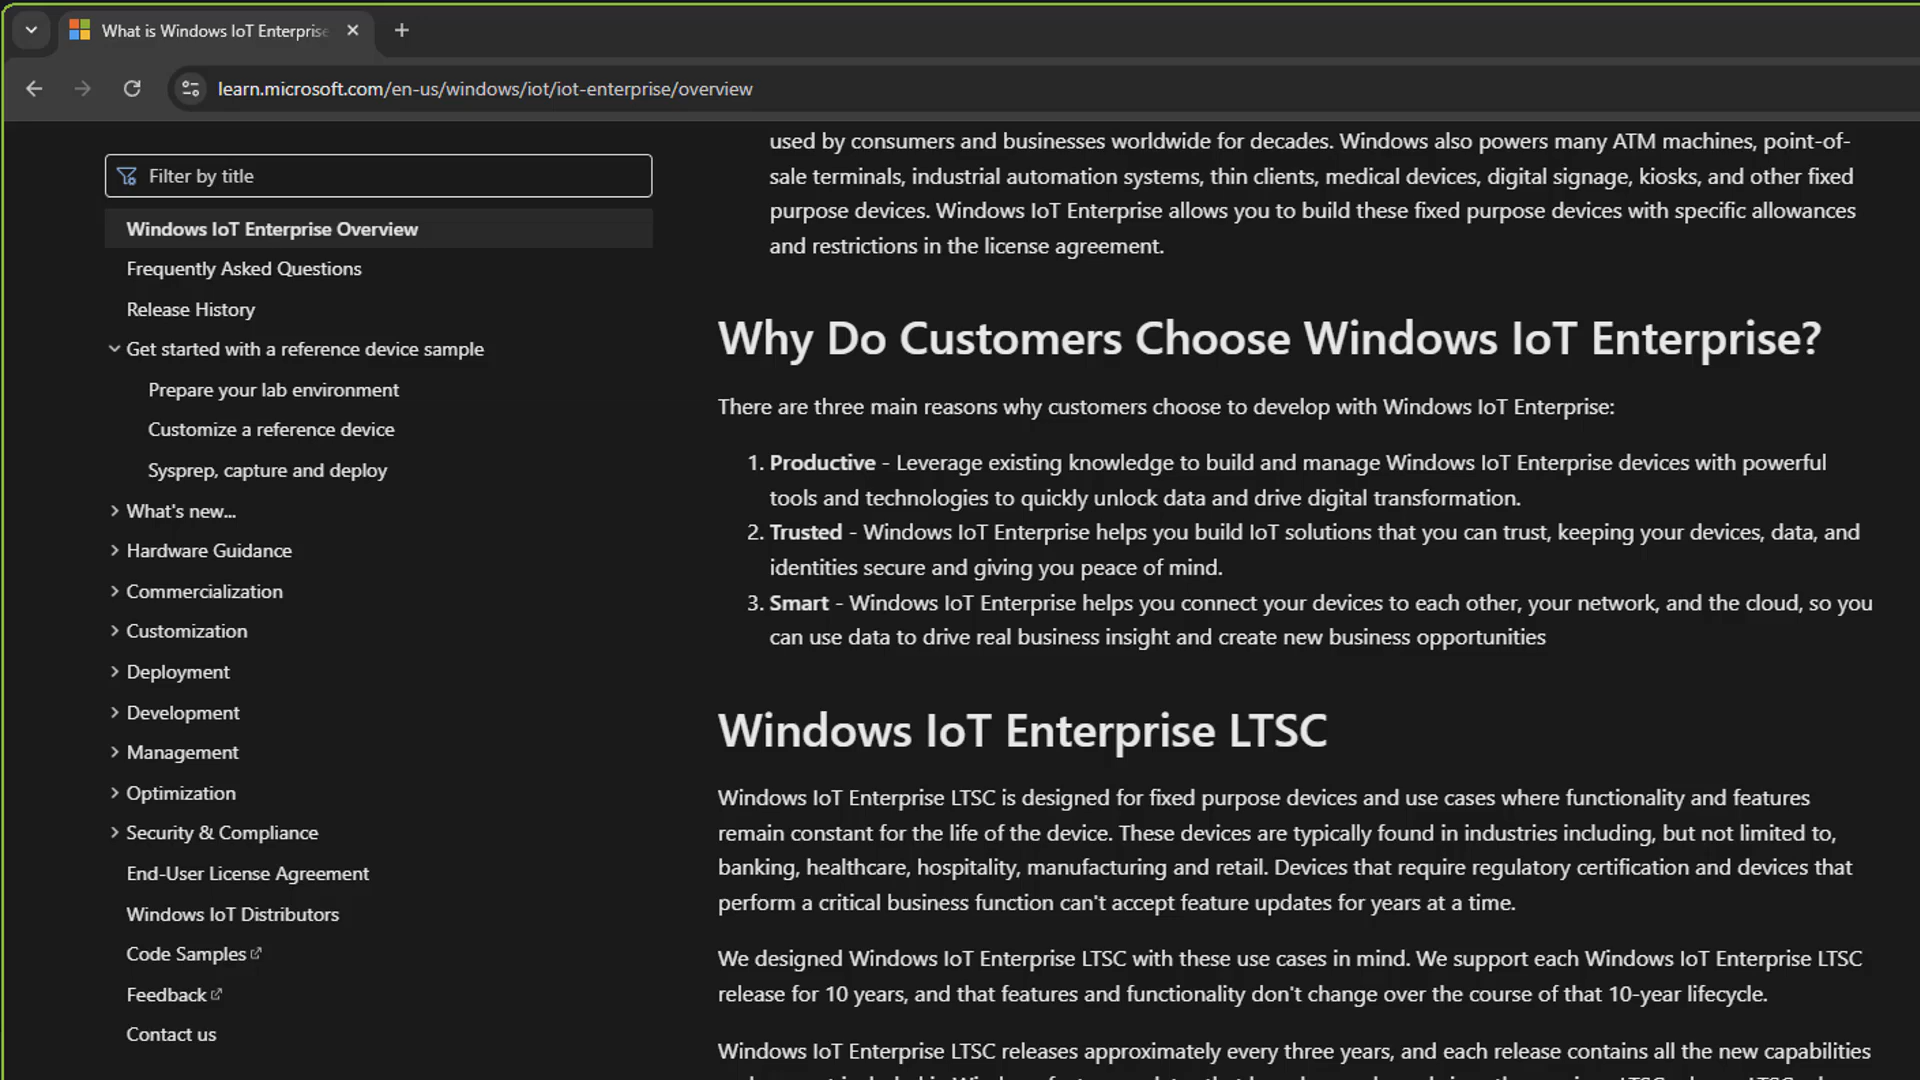 What is Windows IoT Enterprise
learn.microsoft.com/en-us/windows/iot/iot-enterprise/overview
Filter by title
Windows IoT Enterprise Overview
Frequently Asked Questions
Release History
Get started with a reference device sample
Prepare your lab environment
Customize a reference device
Sysprep, capture and deploy
What's new...
Hardware Guidance
Commercialization
Customization
Deployment
Development
Management
Optimization
Security & Compliance
End-User License Agreement
Windows IoT Distributors
Code Samples
Feedback
Contact us
used by consumers and businesses worldwide for decades. Windows also powers many ATM machines, point-of-
sale terminals, industrial automation systems, thin clients, medical devices, digital signage, kiosks, and other fixed
purpose devices. Windows IoT Enterprise allows you to build these fixed purpose devices with specific allowances
and restrictions in the license agreement.
Why Do Customers Choose Windows IoT Enterprise?
There are three main reasons why customers choose to develop with Windows IoT Enterprise:
1. Productive - Leverage existing knowledge to build and manage Windows IoT Enterprise devices with powerful
tools and technologies to quickly unlock data and drive digital transformation.
2. Trusted - Windows IoT Enterprise helps you build IoT solutions that you can trust, keeping your devices, data, and
identities secure and giving you peace of mind.
3. Smart - Windows IoT Enterprise helps you connect your devices to each other, your network, and the cloud, so you
can use data to drive real business insight and create new business opportunities
Windows IoT Enterprise LTSC
Windows IoT Enterprise LTSC is designed for fixed purpose devices and use cases where functionality and features
remain constant for the life of the device. These devices are typically found in industries including, but not limited to,
banking, healthcare, hospitality, manufacturing and retail. Devices that require regulatory certification and devices that
perform a critical business function can't accept feature updates for years at a time.
We designed Windows IoT Enterprise LTSC with these use cases in mind. We support each Windows IoT Enterprise LTSC
release for 10 years, and that features and functionality don't change over the course of that 10-year lifecycle.
Windows IoT Enterprise LTSC releases approximately every three years, and each release contains all the new capabilities